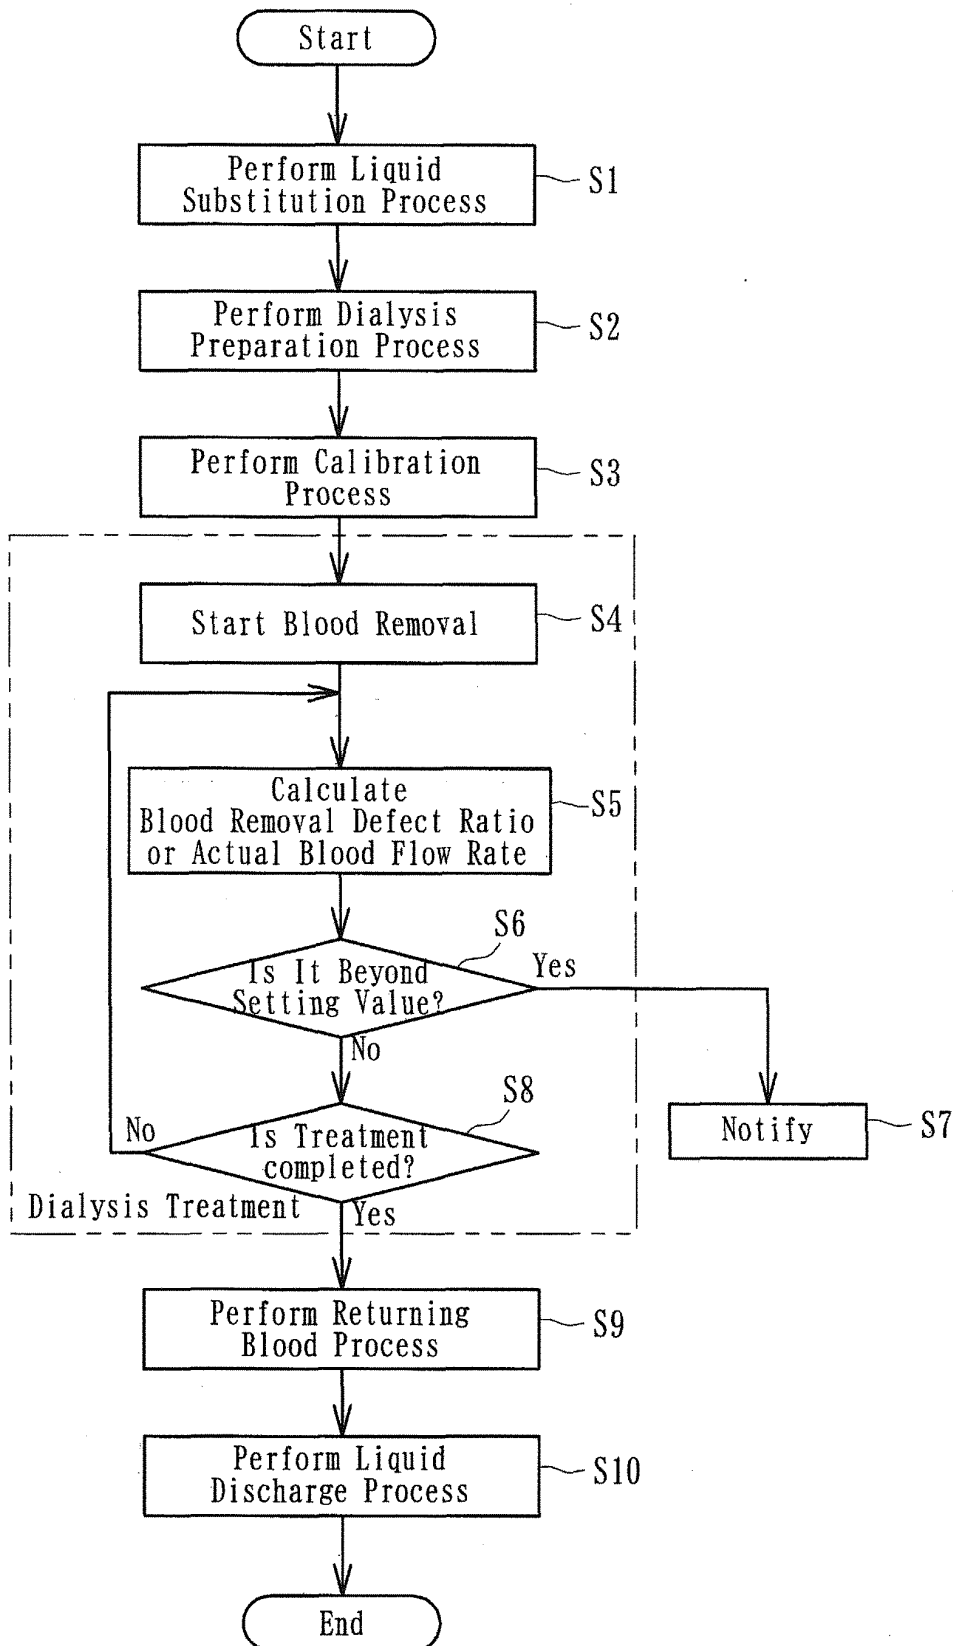 Start
Perform Liquid
Substitution Process
S1
Perform Dialysis
Preparation Process
S2
Perform Calibration
Process
S3
Start Blood Removal
S4
Calculate
Blood Removal Defect Ratio
or Actual Blood Flow Rate
S5
S6
Is It Beyond
Setting Value?
Yes
No
S8
Is Treatment
completed?
No
Notify
S7
Dialysis Treatment
Yes
Perform Returning
Blood Process
S9
Perform Liquid
Discharge Process
S10
End